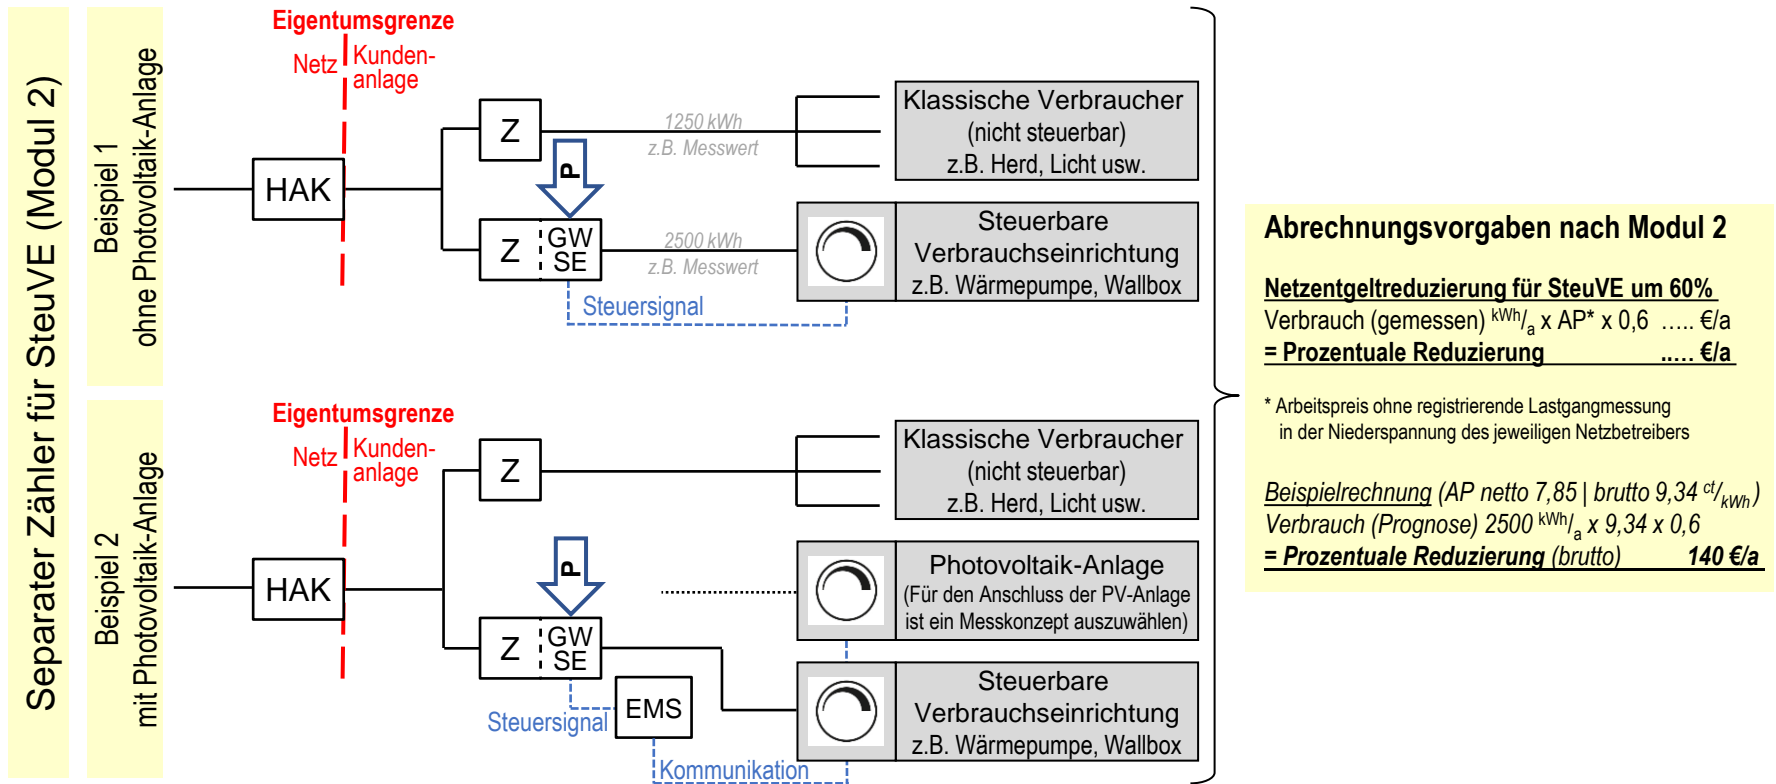 Separater Zähler für SteuVE (Modul 2)
Beispiel 1
ohne Photovoltaik-Anlage
Eigentumsgrenze
Netz
Kunden-
anlage
HAK
Z
1250 kWh
z.B. Messwert
P
Z
GW
SE
2500 kWh
z.B. Messwert
Steuersignal
Klassische Verbraucher
(nicht steuerbar)
z.B. Herd, Licht usw.
Steuerbare
Verbrauchseinrichtung
z.B. Wärmepumpe, Wallbox
Beispiel 2
mit Photovoltaik-Anlage
Eigentumsgrenze
Netz
Kunden-
anlage
HAK
Z
P
Z
GW
SE
Steuersignal
EMS
Kommunikation
Klassische Verbraucher
(nicht steuerbar)
z.B. Herd, Licht usw.
Photovoltaik-Anlage
(Für den Anschluss der PV-Anlage
ist ein Messkonzept auszuwählen)
Steuerbare
Verbrauchseinrichtung
z.B. Wärmepumpe, Wallbox
Abrechnungsvorgaben nach Modul 2
Netzentgeltreduzierung für SteuVE um 60%
Verbrauch (gemessen) kWh/a x AP* x 0,6 ….. €/a
= Prozentuale Reduzierung ..… €/a
* Arbeitspreis ohne registrierende Lastgangmessung
in der Niederspannung des jeweiligen Netzbetreibers
Beispielrechnung (AP netto 7,85 | brutto 9,34 ct/kWh)
Verbrauch (Prognose) 2500 kWh/a x 9,34 x 0,6
= Prozentuale Reduzierung (brutto) 140 €/a